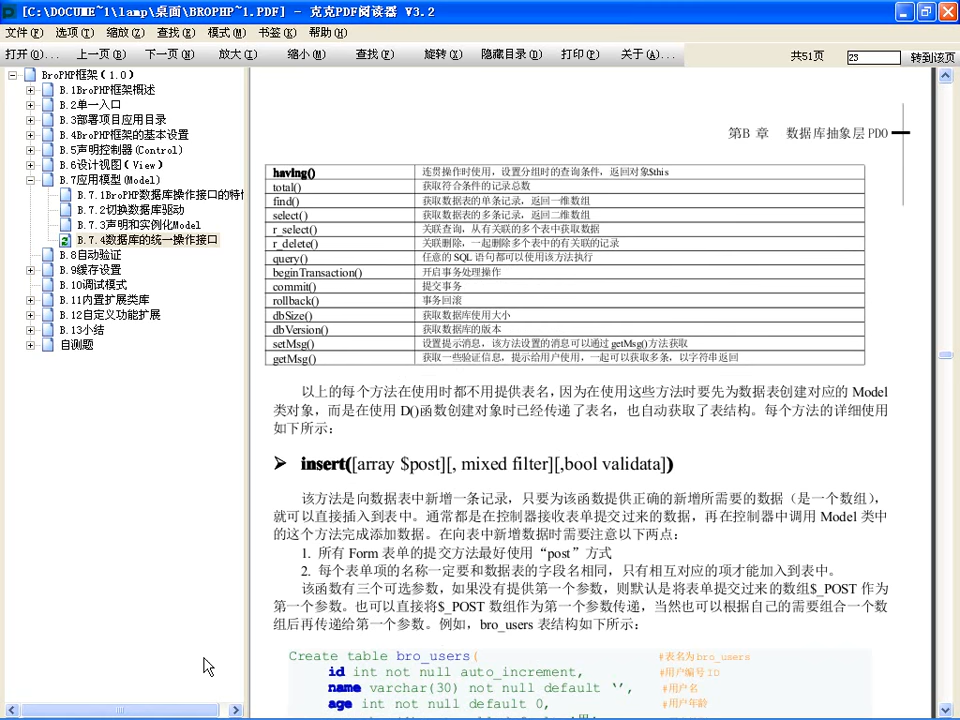 [C:\DOCUME~1\lamp\桌面\BROPHP~1.PDF] - 克克PDF阅读器 V3.2
文件(F) 选项(T) 缩放(Z) 查找(E) 模式(M) 书签(K) 帮助(H)
打开(O)... 上一页(B) 下一页(N) 放大(I) 缩小(M) 查找(F) 旋转(X) 隐藏目录(D) 打印(P) 关于(A)... 共51页 23 转到该页
BroPHP框架(1.0)
B.1BroPHP框架概述
B.2单一入口
B.3部署项目应用目录
B.4BroPHP框架的基本设置
B.5声明控制器(Control)
B.6设计视图(View)
B.7应用模型(Model)
B.7.1BroPHP数据库操作接口的特
B.7.2切换数据库驱动
B.7.3声明和实例化Model
B.7.4数据库的统一操作接口
B.8自动验证
B.9缓存设置
B.10调试模式
B.11内置扩展类库
B.12自定义功能扩展
B.13小结
自测题
第B 章 数据库抽象层 PDO
having() 连贯操作时使用，设置分组时的查询条件，返回对象$this
total() 获取符合条件的记录总数
find() 获取数据表的单条记录，返回一维数组
select() 获取数据表的多条记录，返回二维数组
r_select() 关联查询，从有关联的多个表中获取数据
r_delete() 关联删除，一起删除多个表中的有关联的记录
query() 任意的 SQL 语句都可以使用该方法执行
beginTransaction() 开启事务处理操作
commit() 提交事务
rollback() 事务回滚
dbSize() 获取数据库使用大小
dbVersion() 获取数据库的版本
setMsg() 设置提示消息，该方法设置的消息可以通过 getMsg()方法获取
getMsg() 获取一些验证信息，提示给用户使用，一起可以获取多条，以字符串返回
以上的每个方法在使用时都不用提供表名，因为在使用这些方法时要先为数据表创建对应的 Model
类对象，而是在使用 D()函数创建对象时已经传递了表名，也自动获取了表结构。每个方法的详细使用
如下所示：
➢ insert([array $post][, mixed filter][,bool validata])
该方法是向数据表中新增一条记录，只要为该函数提供正确的新增所需要的数据（是一个数组），
就可以直接插入到表中。通常都是在控制器接收表单提交过来的数据，再在控制器中调用 Model 类中
的这个方法完成添加数据。在向表中新增数据时需要注意以下两点：
1. 所有 Form 表单的提交方法最好使用“post”方式
2. 每个表单项的名称一定要和数据表的字段名相同，只有相互对应的项才能加入到表中。
该函数有三个可选参数，如果没有提供第一个参数，则默认是将表单提交过来的数组$_POST 作为
第一个参数。也可以直接将$_POST 数组作为第一个参数传递，当然也可以根据自己的需要组合一个数
组后再传递给第一个参数。例如，bro_users 表结构如下所示：
Create table bro_users( #表名为bro_users
id int not null auto_increment, #用户编号ID
name varchar(30) not null default ‘’, #用户名
age int not null default 0, #用户年龄